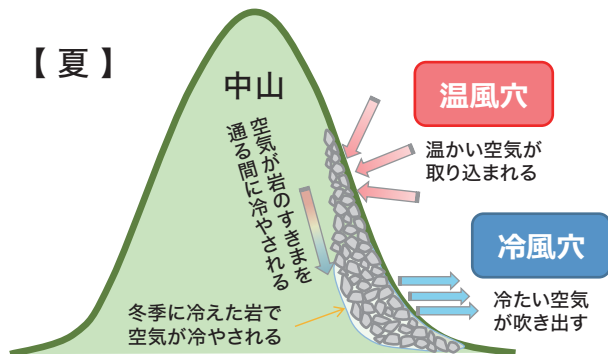 【夏】
中山
温風穴
温かい空気が
取り込まれる
空気が岩のすきまを
通る間に冷やされる
冷風穴
冷たい空気
が吹き出す
冬季に冷えた岩で
空気が冷やされる